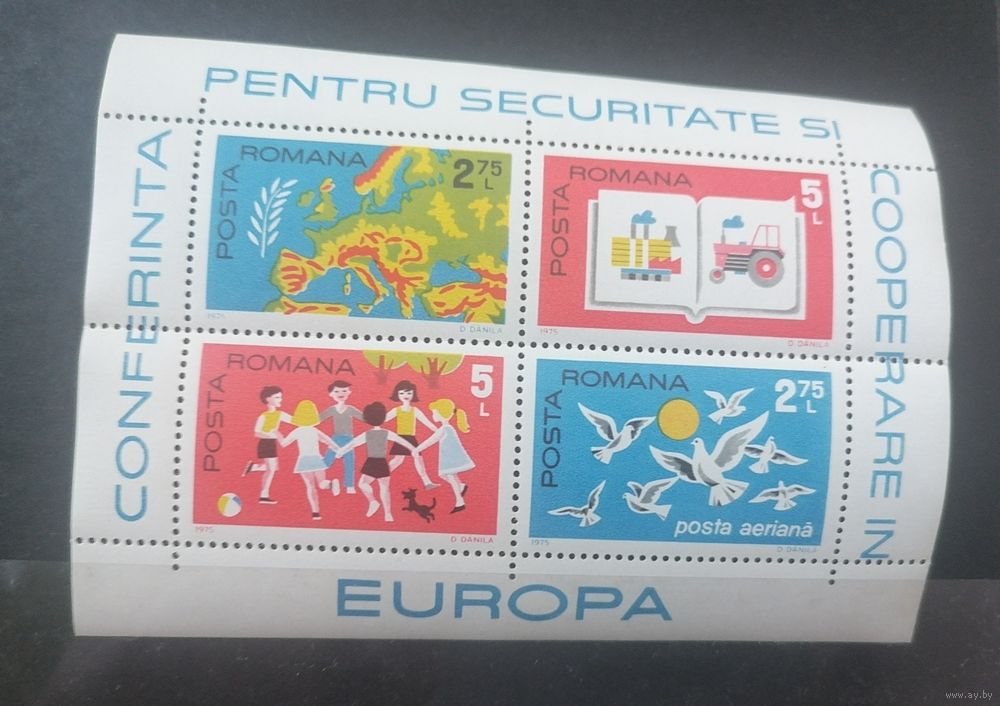 CONFERINTA
PENTRU SECURITATE SI
COOPERARE IN
EUROPA
POSTA
ROMANA
2 75
L
1975
D DĂNILA
POSTA
ROMANA
5
L
1975
D DANILA
POSTA
ROMANA
5
L
1975
D DANILA
POSTA
ROMANA
2 75
L
posta aeriană
1975
D DANILA
www.ay.by